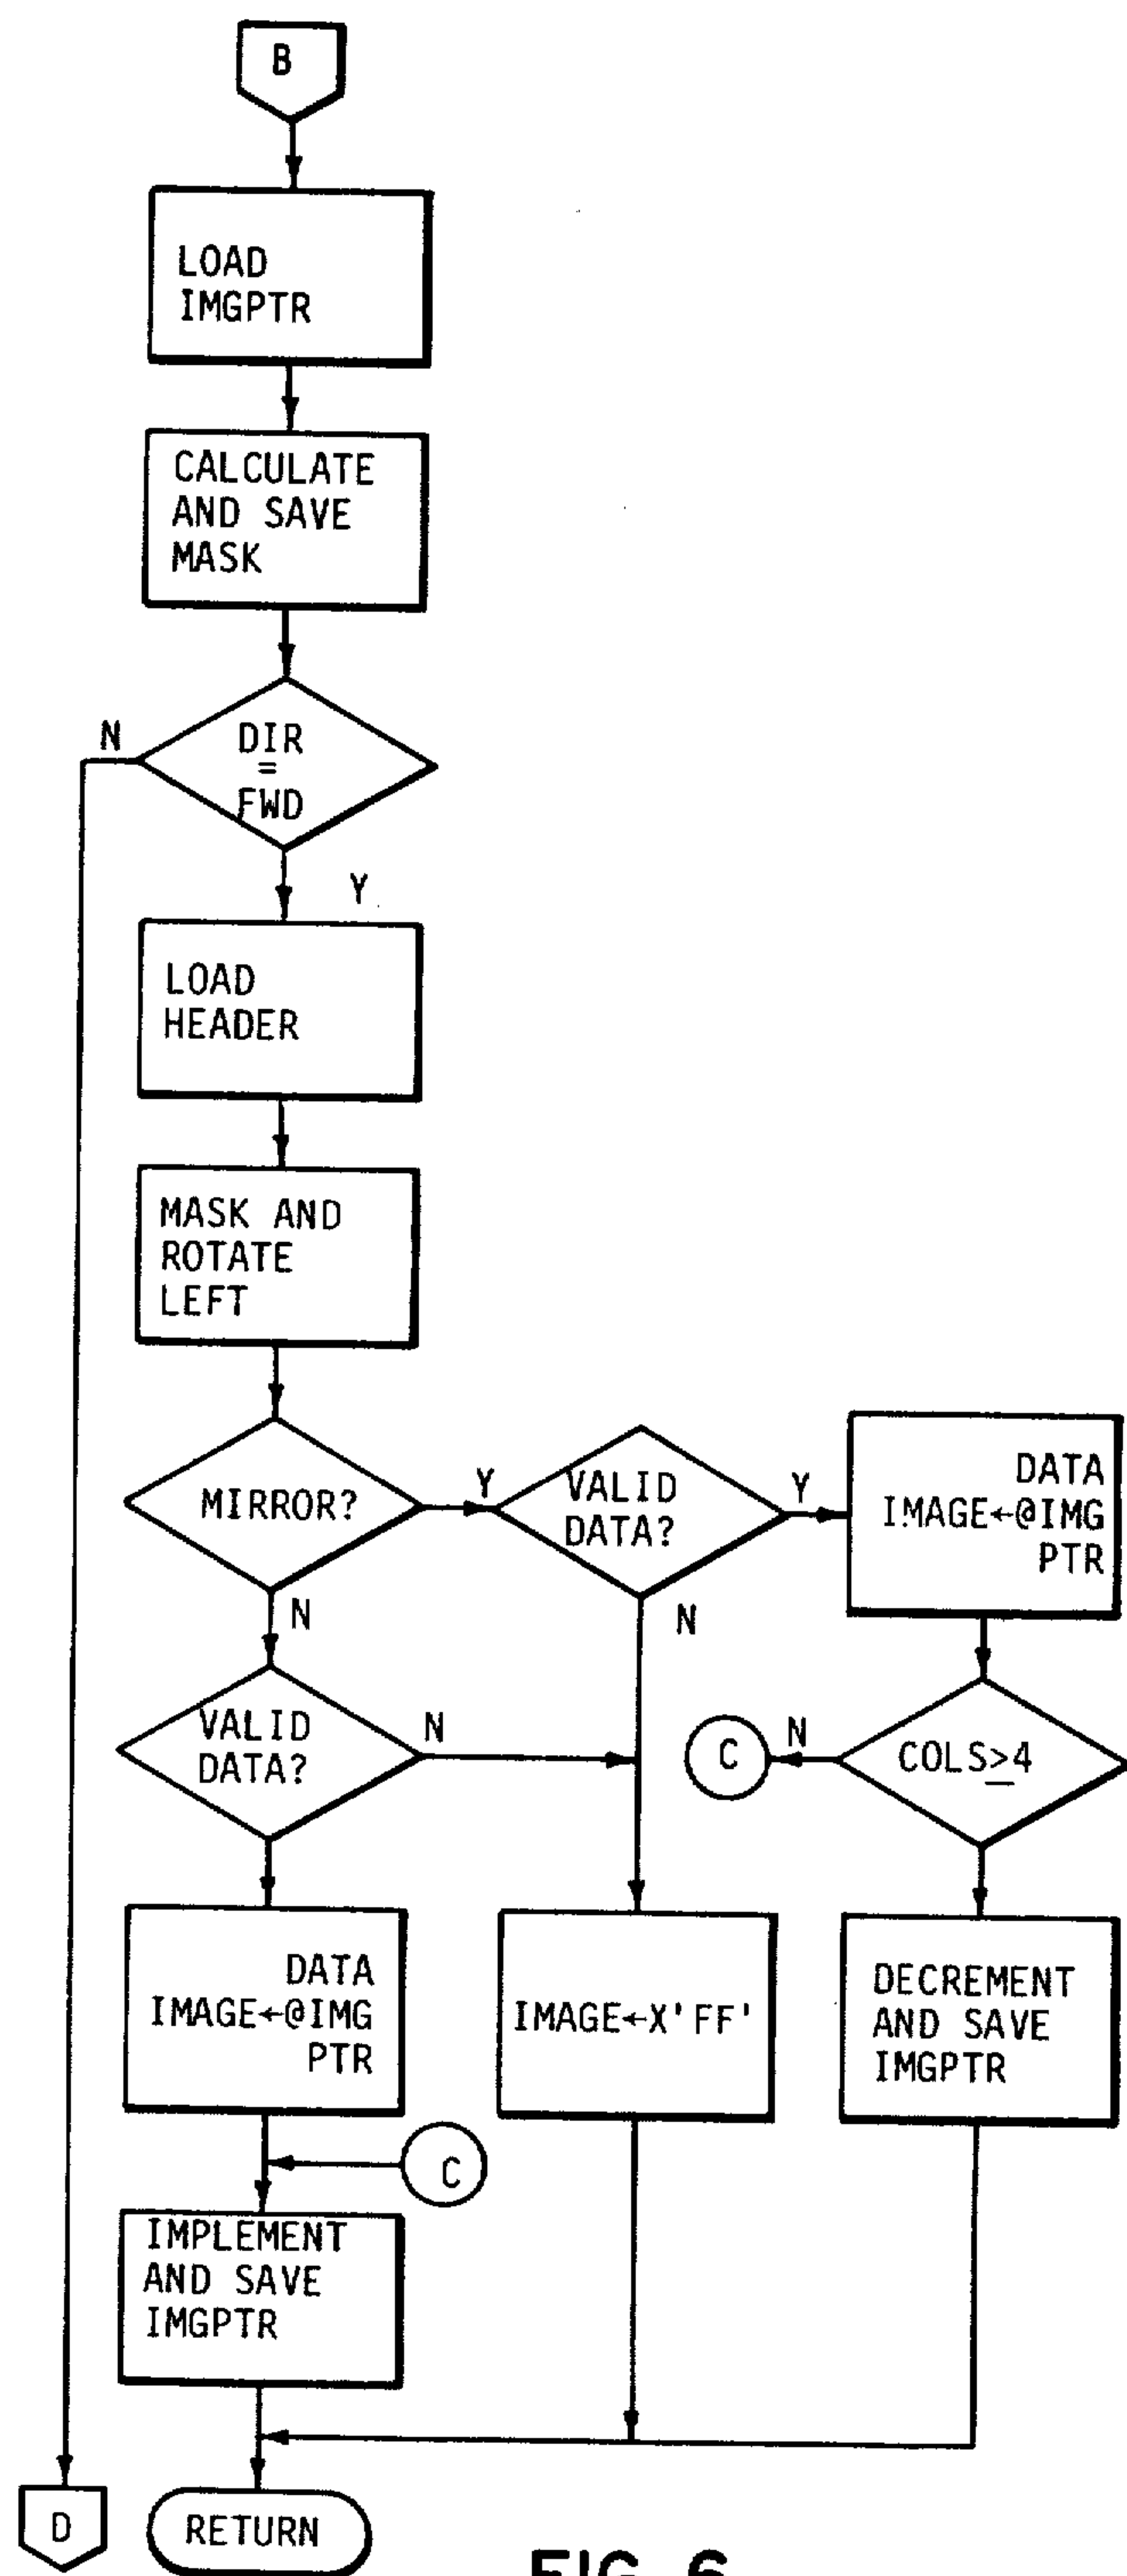 B
LOAD
IMGPTR
CALCULATE
AND SAVE
MASK
N
DIR
=
FWD
Y
LOAD
HEADER
MASK AND
ROTATE
LEFT
MIRROR?
Y
VALID
DATA?
Y
DATA
IMAGE←@IMG
PTR
N
N
VALID
DATA?
N
C
N
COLS≥4
DATA
IMAGE←@IMG
PTR
IMAGE←X'FF'
DECREMENT
AND SAVE
IMGPTR
C
IMPLEMENT
AND SAVE
IMGPTR
D
RETURN
FIG. 6